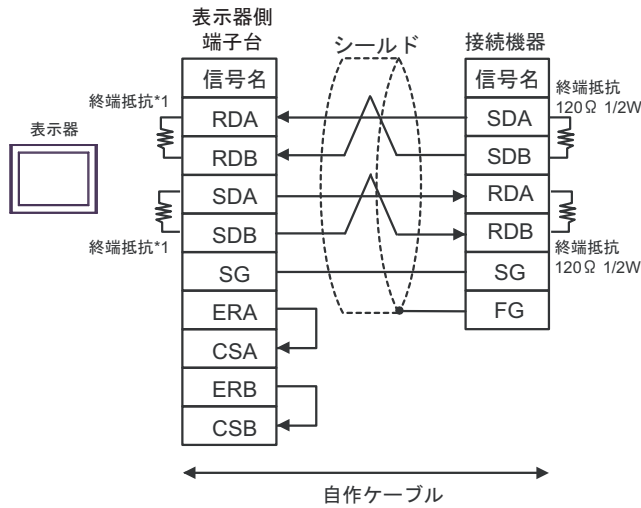 表示器側
端子台
シールド
接続機器
信号名
信号名
終端抵抗*1
終端抵抗
120Ω 1/2W
表示器
RDA
SDA
RDB
SDB
SDA
RDA
SDB
RDB
終端抵抗*1
終端抵抗
120Ω 1/2W
SG
SG
ERA
FG
CSA
ERB
CSB
自作ケーブル